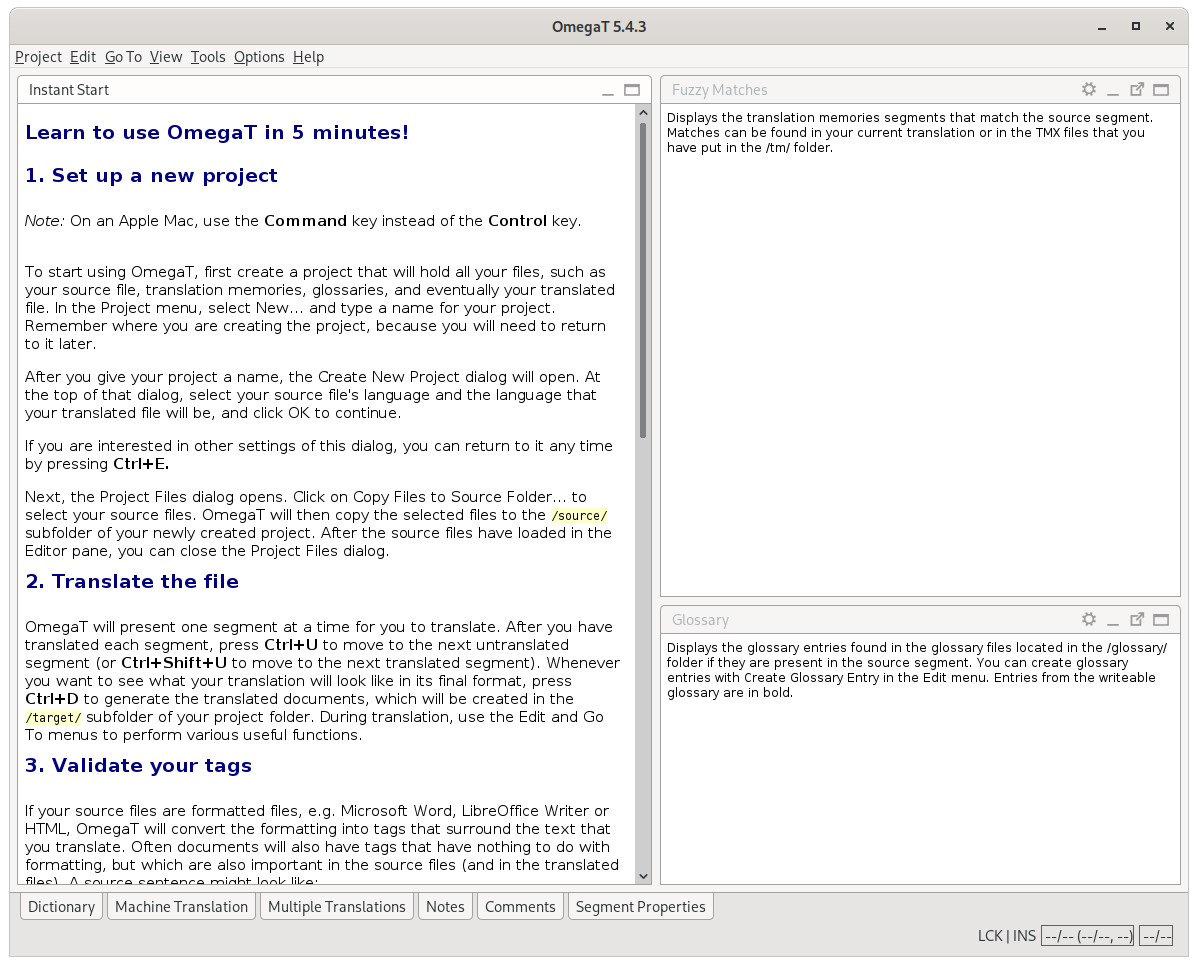 OmegaT 5.4.3
Project Edit Go To View Tools Options Help
Instant Start
Learn to use OmegaT in 5 minutes!
1. Set up a new project
Note: On an Apple Mac, use the Command key instead of the Control key.
To start using OmegaT, first create a project that will hold all your files, such as
your source file, translation memories, glossaries, and eventually your translated
file. In the Project menu, select New... and type a name for your project.
Remember where you are creating the project, because you will need to return
to it later.
After you give your project a name, the Create New Project dialog will open. At
the top of that dialog, select your source file's language and the language that
your translated file will be, and click OK to continue.
If you are interested in other settings of this dialog, you can return to it any time
by pressing Ctrl+E.
Next, the Project Files dialog opens. Click on Copy Files to Source Folder... to
select your source files. OmegaT will then copy the selected files to the /source/
subfolder of your newly created project. After the source files have loaded in the
Editor pane, you can close the Project Files dialog.
2. Translate the file
OmegaT will present one segment at a time for you to translate. After you have
translated each segment, press Ctrl+U to move to the next untranslated
segment (or Ctrl+Shift+U to move to the next translated segment). Whenever
you want to see what your translation will look like in its final format, press
Ctrl+D to generate the translated documents, which will be created in the
/target/ subfolder of your project folder. During translation, use the Edit and Go
To menus to perform various useful functions.
3. Validate your tags
If your source files are formatted files, e.g. Microsoft Word, LibreOffice Writer or
HTML, OmegaT will convert the formatting into tags that surround the text that
you translate. Often documents will also have tags that have nothing to do with
formatting, but which are also important in the source files (and in the translated
files). A source sentence might look like:
Fuzzy Matches
Displays the translation memories segments that match the source segment.
Matches can be found in your current translation or in the TMX files that you
have put in the /tm/ folder.
Glossary
Displays the glossary entries found in the glossary files located in the /glossary/
folder if they are present in the source segment. You can create glossary
entries with Create Glossary Entry in the Edit menu. Entries from the writeable
glossary are in bold.
Dictionary Machine Translation Multiple Translations Notes Comments Segment Properties
LCK | INS --/-- (--/--, --) --/--